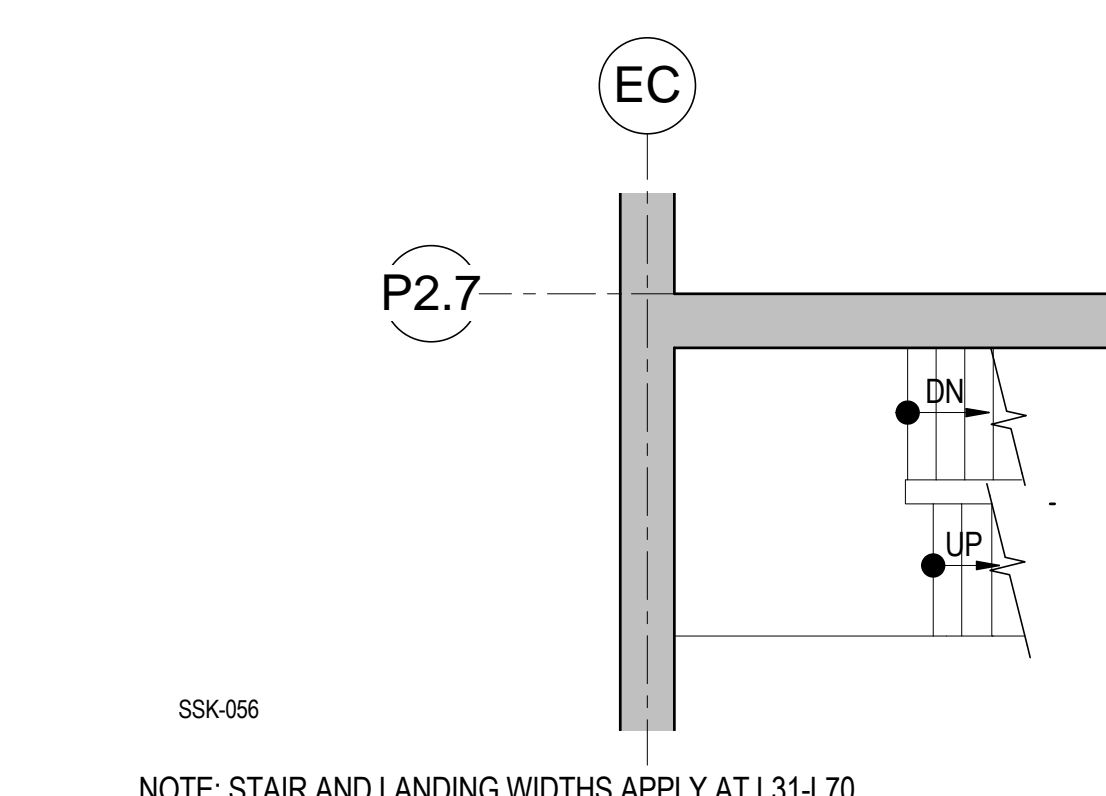 EC
P2.7
DN
UP
SSK-056
NOTE: STAIR AND LANDING WIDTHS APPLY AT L31-L70